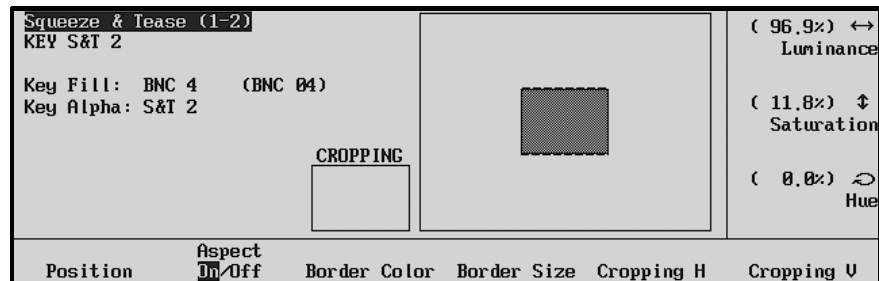 Squeeze & Tease (1-2)
KEY S&T 2
Key Fill: BNC 4 (BNC 04)
Key Alpha: S&T 2
CROPPING
( 96.9%) ↔
Luminance
( 11.8%) ↕
Saturation
( 0.0%)
Hue
Aspect
Position On/Off Border Color Border Size Cropping H Cropping V